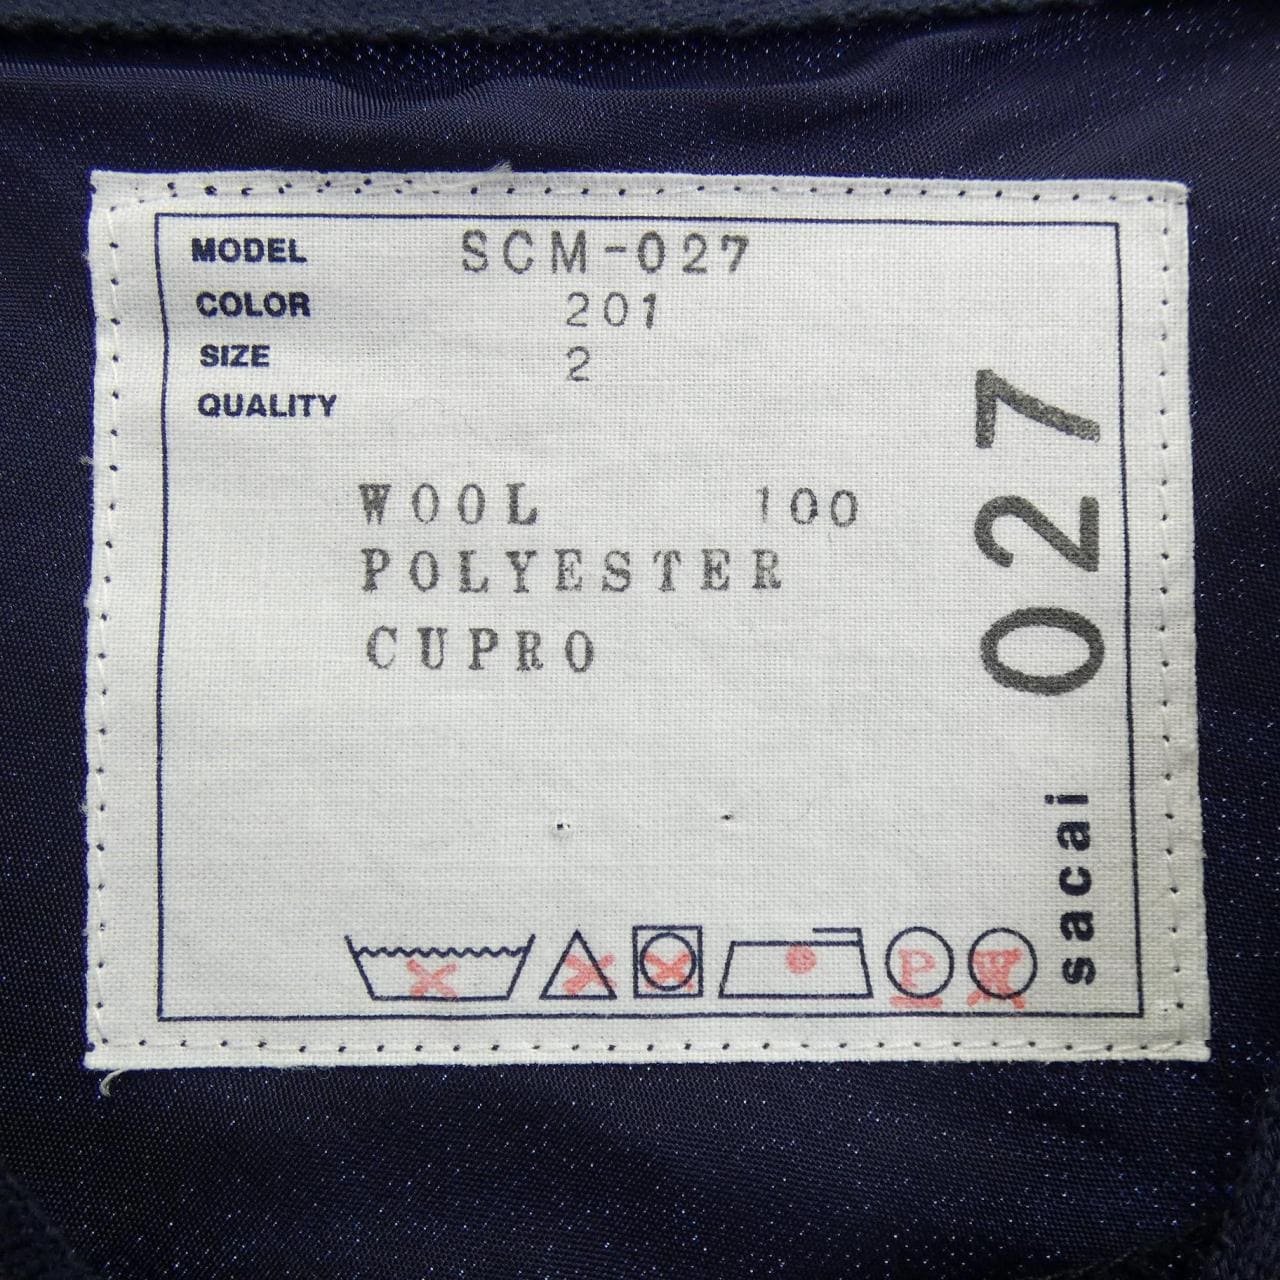 MODEL SCM-027
COLOR 201
SIZE 2
QUALITY
WOOL 100
POLYESTER
CUPRO
027
sacai
P
W